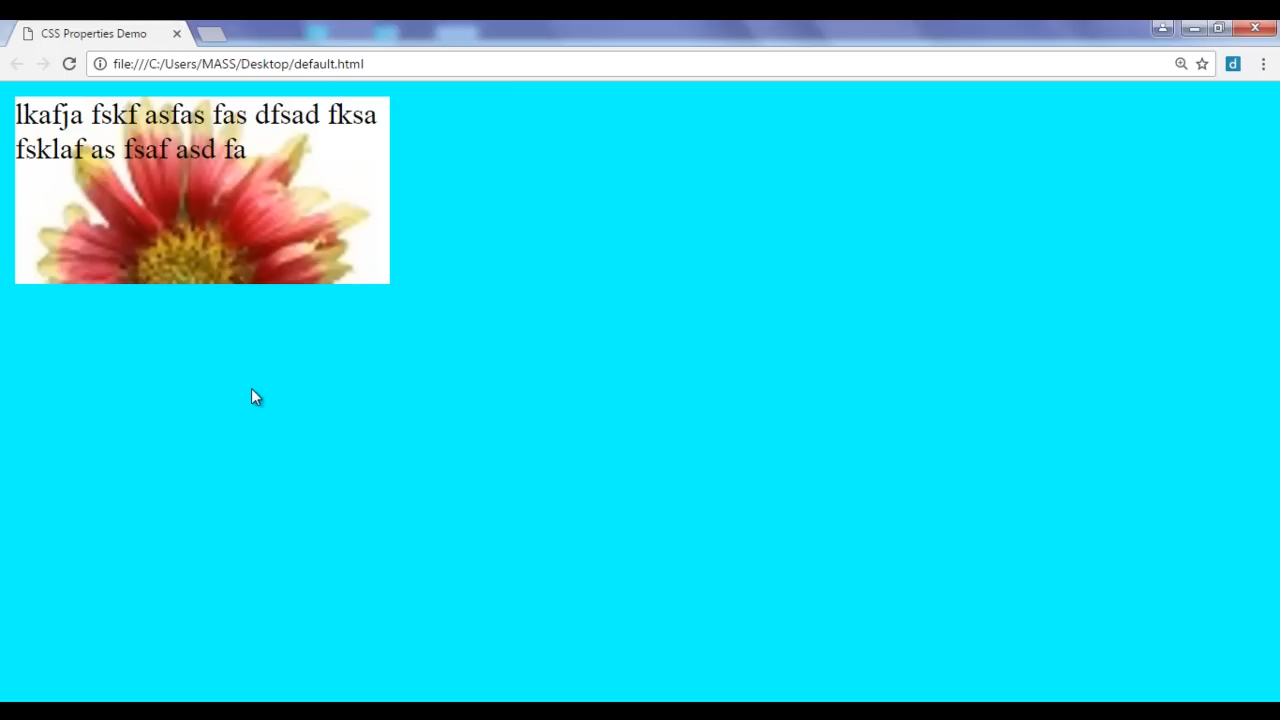 CSS Properties Demo
file:///C:/Users/MASS/Desktop/default.html
d
lkafja fskf asfas fas dfsad fksa
fsklaf as fsaf asd fa